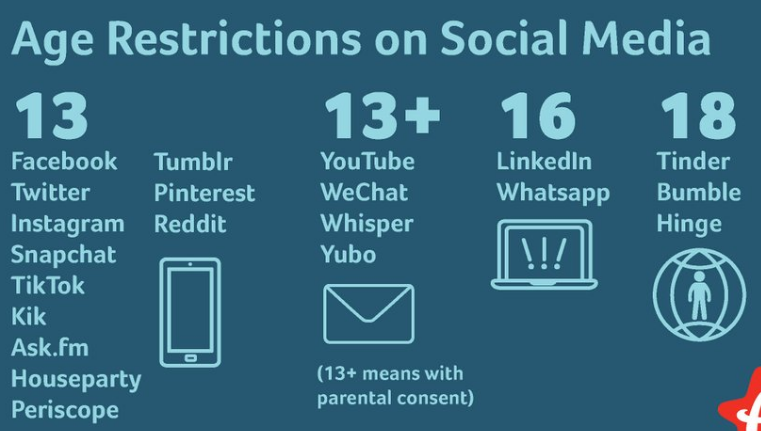 Age Restrictions on Social Media
13
Facebook
Twitter
Instagram
Snapchat
TikTok
Kik
Ask.fm
Houseparty
Periscope
Tumblr
Pinterest
Reddit
13+
YouTube
WeChat
Whisper
Yubo
(13+ means with
parental consent)
16
LinkedIn
Whatsapp
18
Tinder
Bumble
Hinge